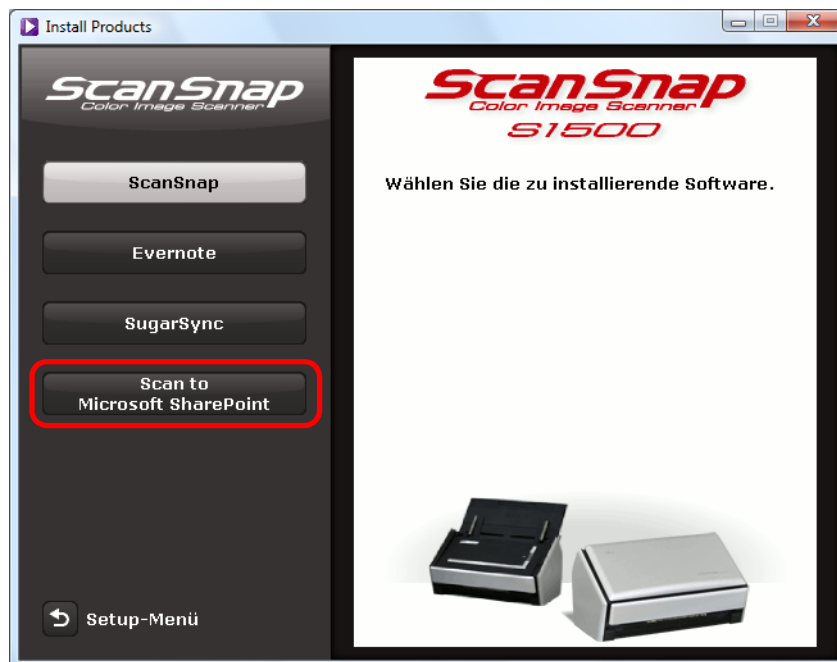 Install Products
ScanSnap
Color Image Scanner
ScanSnap
Evernote
SugarSync
Scan to
Microsoft SharePoint
Setup-Menü
ScanSnap
Color Image Scanner
S1500
Wählen Sie die zu installierende Software.